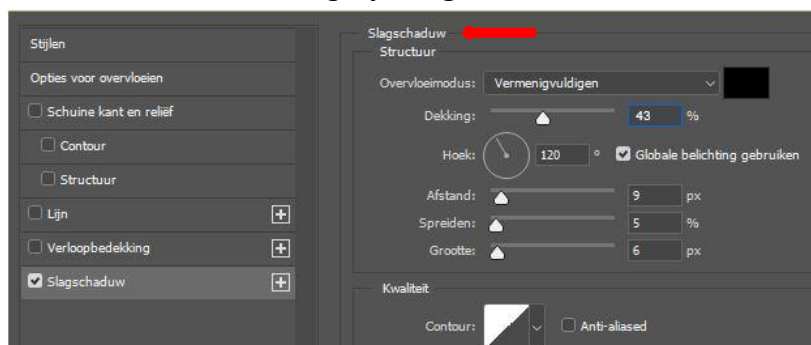 Stijlen
Opties voor overvloeien
Schuine kant en reliëf
Contour
Structuur
Lijn
Verloopbedekking
Slagschaduw
Slagschaduw
Structuur
Overvloeimodus: Vermenigvuldigen
Dekking: 43 %
Hoek: 120 ° Globale belichting gebruiken
Afstand: 9 px
Spreiden: 5 %
Grootte: 6 px
Kwaliteit
Contour: Anti-aliased